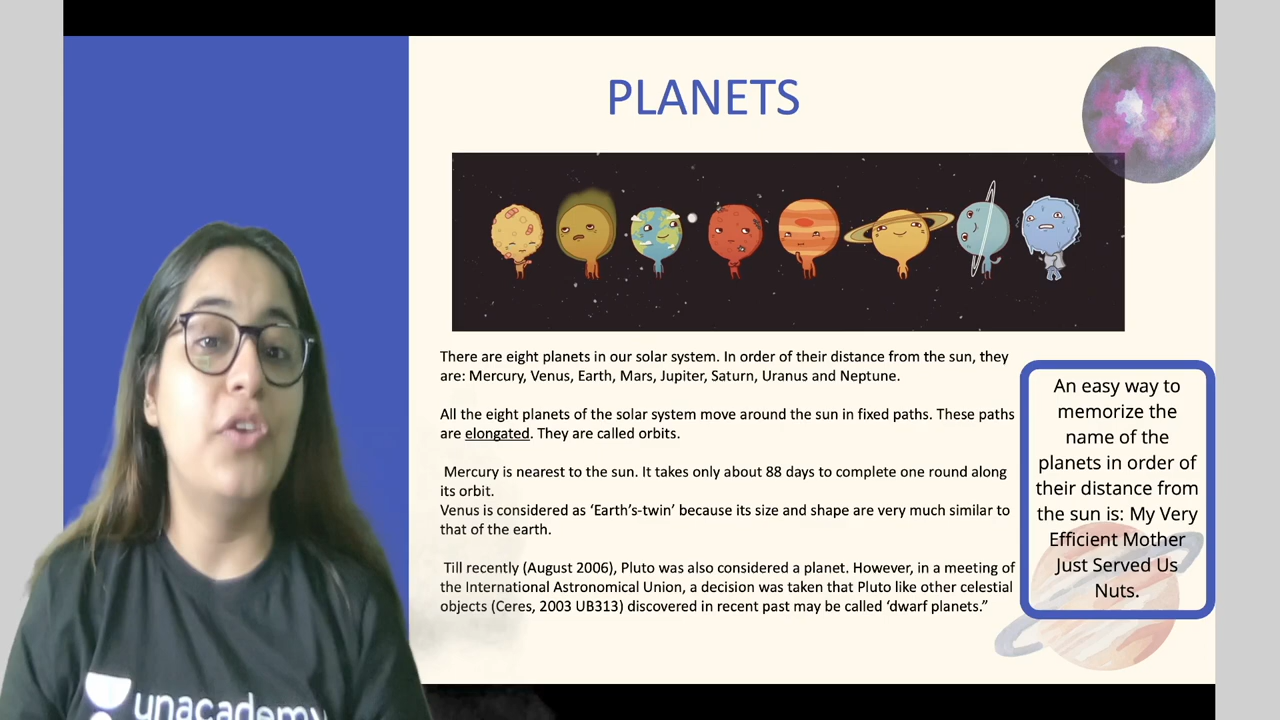 PLANETS
There are eight planets in our solar system. In order of their distance from the sun, they
are: Mercury, Venus, Earth, Mars, Jupiter, Saturn, Uranus and Neptune.
All the eight planets of the solar system move around the sun in fixed paths. These paths
are elongated. They are called orbits.
Mercury is nearest to the sun. It takes only about 88 days to complete one round along
its orbit.
Venus is considered as ‘Earth’s-twin’ because its size and shape are very much similar to
that of the earth.
Till recently (August 2006), Pluto was also considered a planet. However, in a meeting of
the International Astronomical Union, a decision was taken that Pluto like other celestial
objects (Ceres, 2003 UB313) discovered in recent past may be called ‘dwarf planets.”
An easy way to
memorize the
name of the
planets in order of
their distance from
the sun is: My Very
Efficient Mother
Just Served Us
Nuts.
unacademy